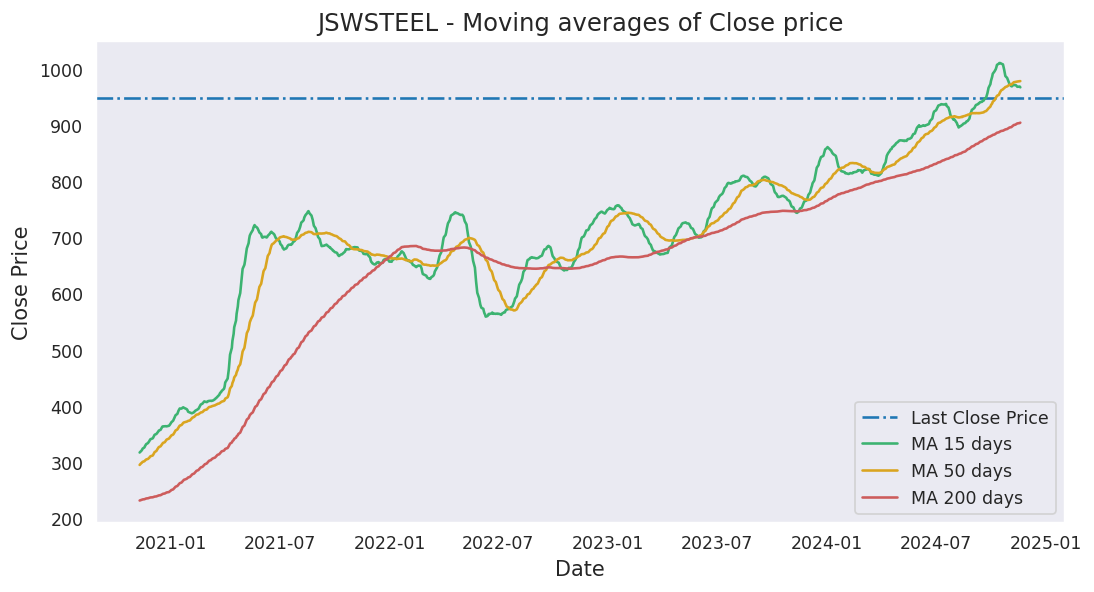 JSWSTEEL - Moving averages of Close price
Close Price
1000
900
800
700
600
500
400
300
200
Last Close Price
MA 15 days
MA 50 days
MA 200 days
2021-01 2021-07 2022-01 2022-07 2023-01 2023-07 2024-01 2024-07 2025-01
Date